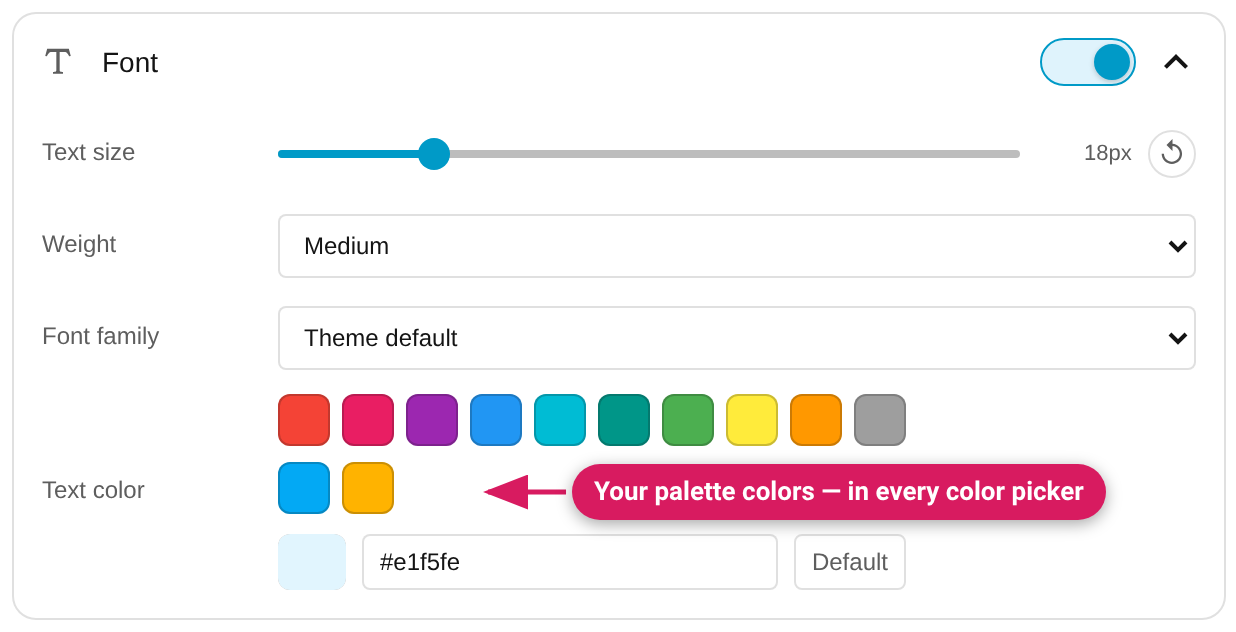 Font
Text size
18px
Weight
Medium
Font family
Theme default
Text color
Your palette colors — in every color picker
#e1f5fe
Default